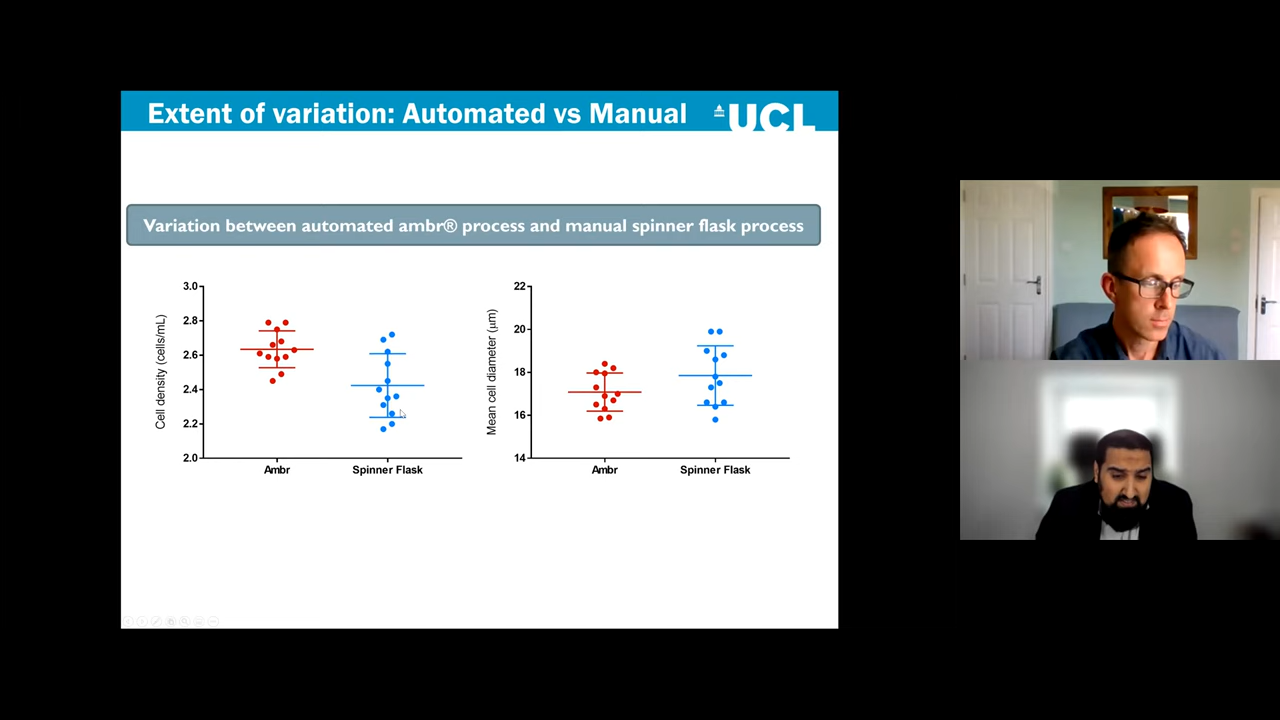 Extent of variation: Automated vs Manual
UCL
Variation between automated ambr® process and manual spinner flask process
Cell density (cells/mL)
3.0
2.8
2.6
2.4
2.2
2.0
Ambr
Spinner Flask
Mean cell diameter (μm)
22
20
18
16
14
Ambr
Spinner Flask